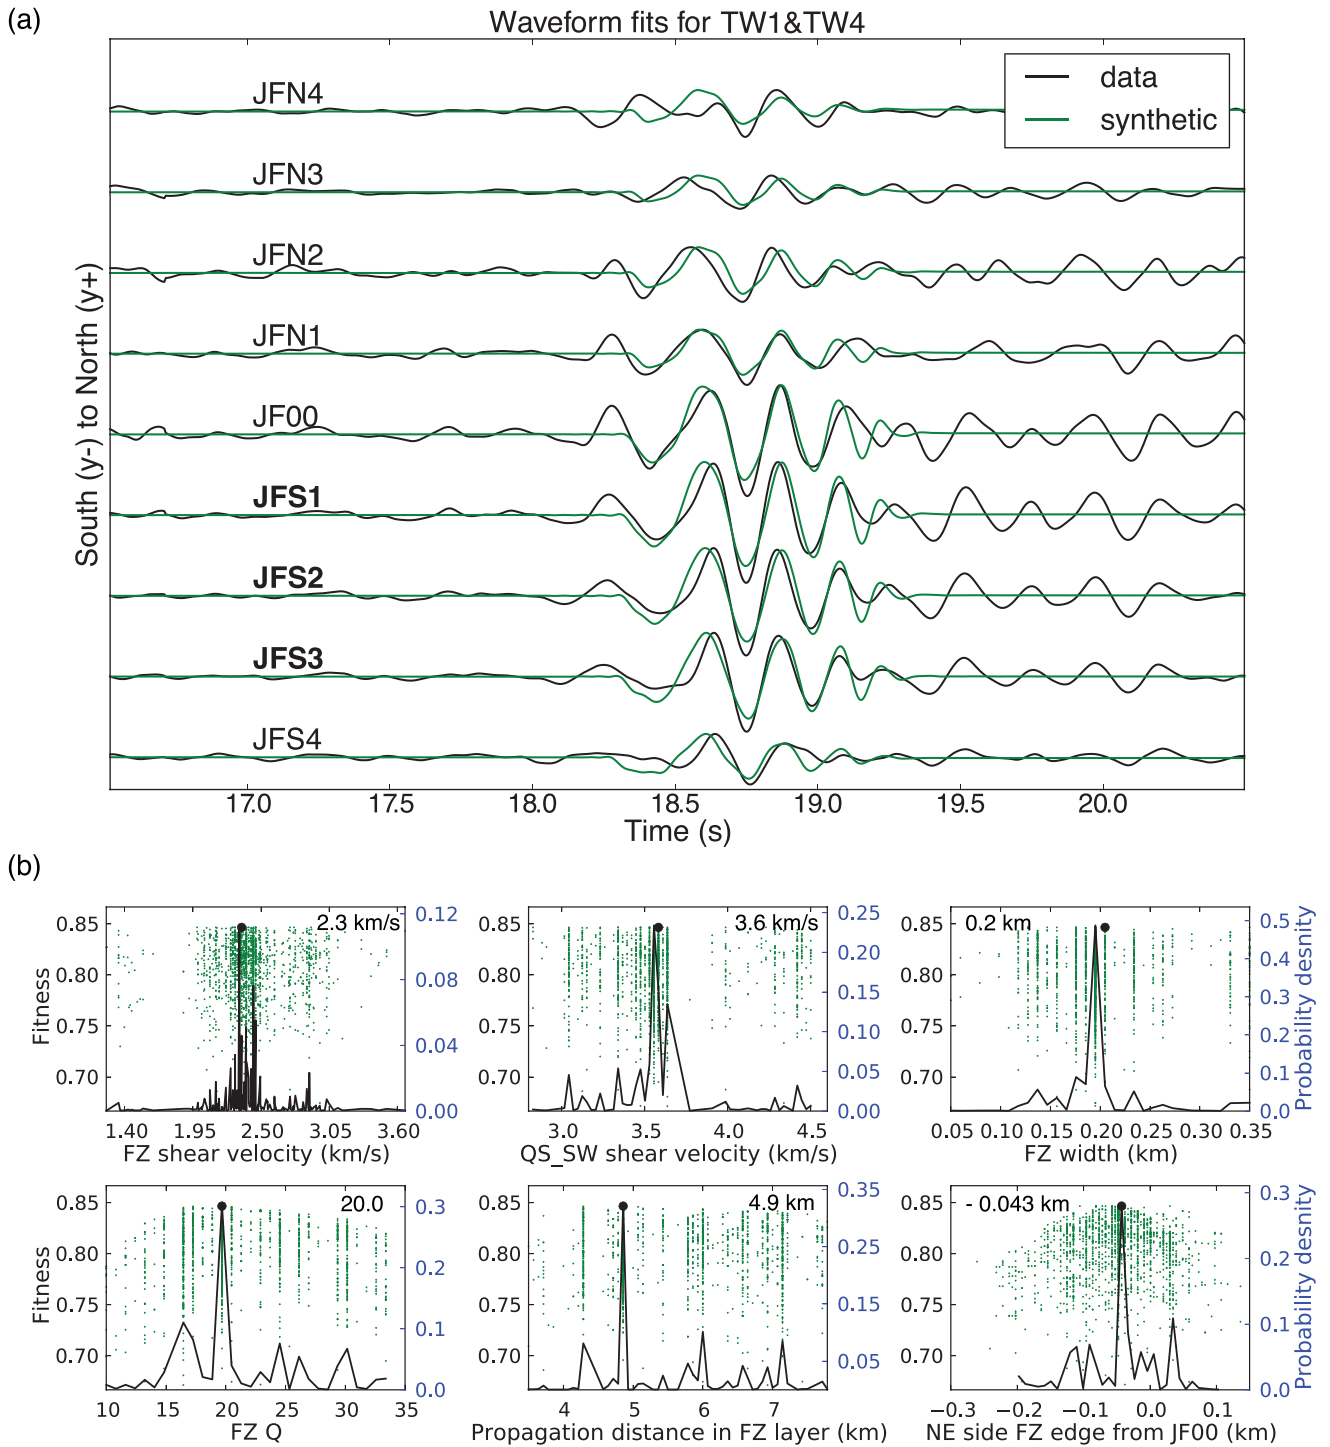 (a)
Waveform fits for TW1&TW4
data
synthetic
JFN4
JFN3
JFN2
JFN1
JF00
JFS1
JFS2
JFS3
JFS4
South (y-) to North (y+)
17.0 17.5 18.0 18.5 19.0 19.5 20.0
Time (s)
(b)
2.3 km/s
0.85
0.80
0.75
0.70
Fitness
0.12
0.08
0.04
0.00
1.40 1.95 2.50 3.05 3.60
FZ shear velocity (km/s)
3.6 km/s
0.85
0.80
0.75
0.70
0.25
0.20
0.15
0.10
0.05
0.00
3.0 3.5 4.0 4.5
QS_SW shear velocity (km/s)
0.2 km
0.85
0.80
0.75
0.70
0.5
0.4
0.3
0.2
0.1
0.0
Probability desnity
0.05 0.10 0.15 0.20 0.25 0.30 0.35
FZ width (km)
20.0
0.85
0.80
0.75
0.70
Fitness
0.3
0.2
0.1
0.0
10 15 20 25 30 35
FZ Q
4.9 km
0.85
0.80
0.75
0.70
0.35
0.25
0.15
0.05
4 5 6 7
Propagation distance in FZ layer (km)
- 0.043 km
0.85
0.80
0.75
0.70
0.3
0.2
0.1
0.0
Probability desnity
−0.3 −0.2 −0.1 0.0 0.1
NE side FZ edge from JF00 (km)